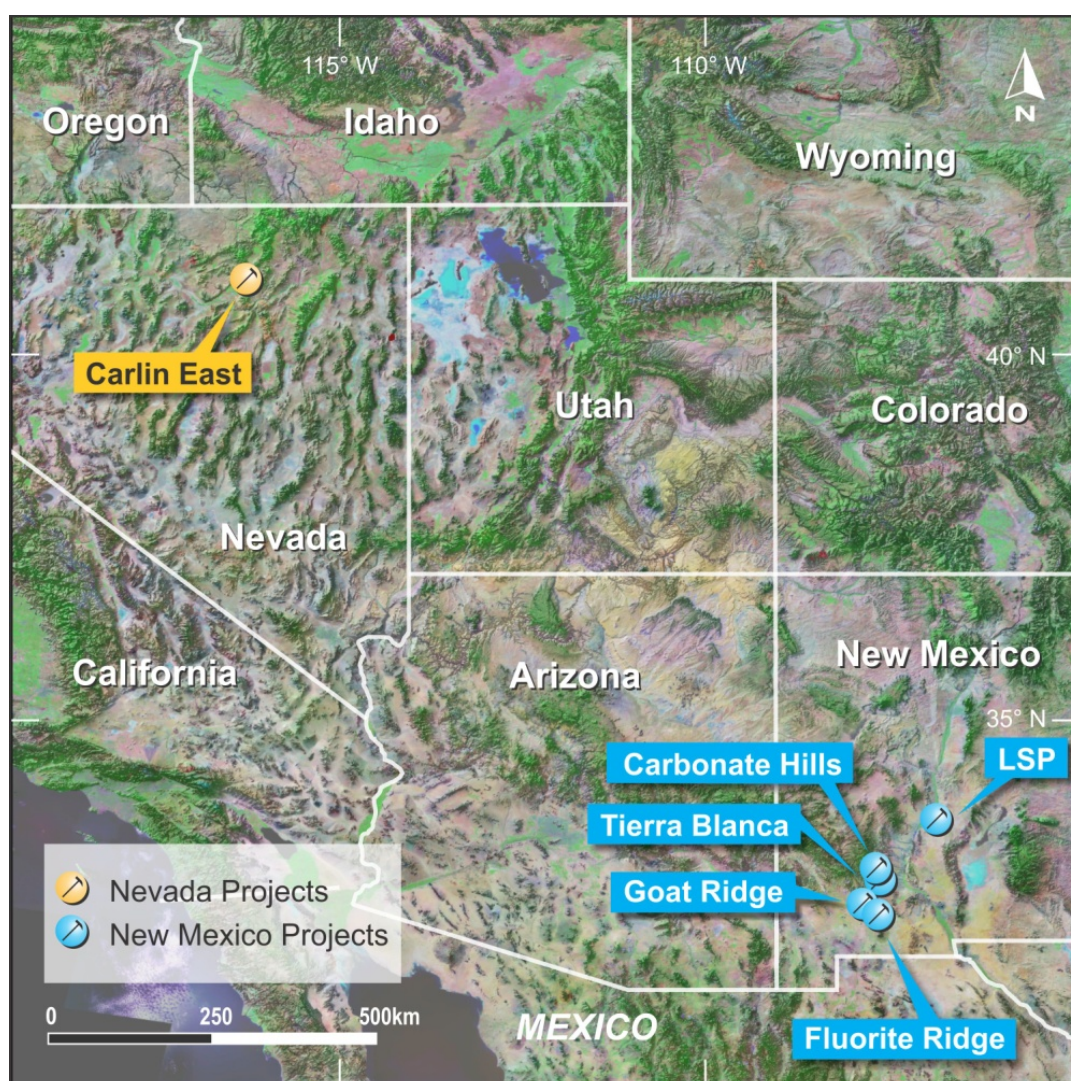 115° W
110° W
N
Oregon
Idaho
Wyoming
Carlin East
40° N
Utah
Colorado
Nevada
California
Arizona
New Mexico
35° N
Carbonate Hills
LSP
Tierra Blanca
Goat Ridge
Nevada Projects
New Mexico Projects
0 250 500km
MEXICO
Fluorite Ridge